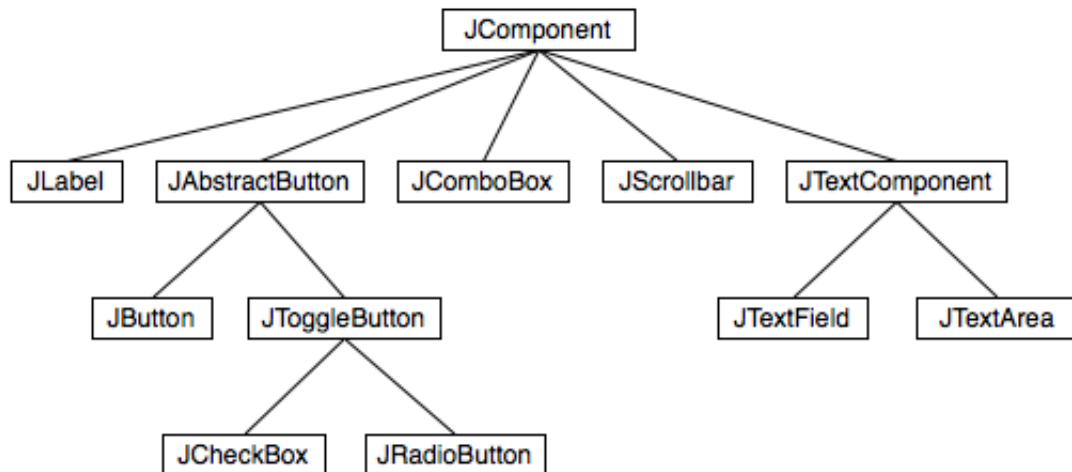 JComponent
JLabel
JAbstractButton
JComboBox
JScrollbar
JTextComponent
JButton
JToggleButton
JTextField
JTextArea
JCheckBox
JRadioButton